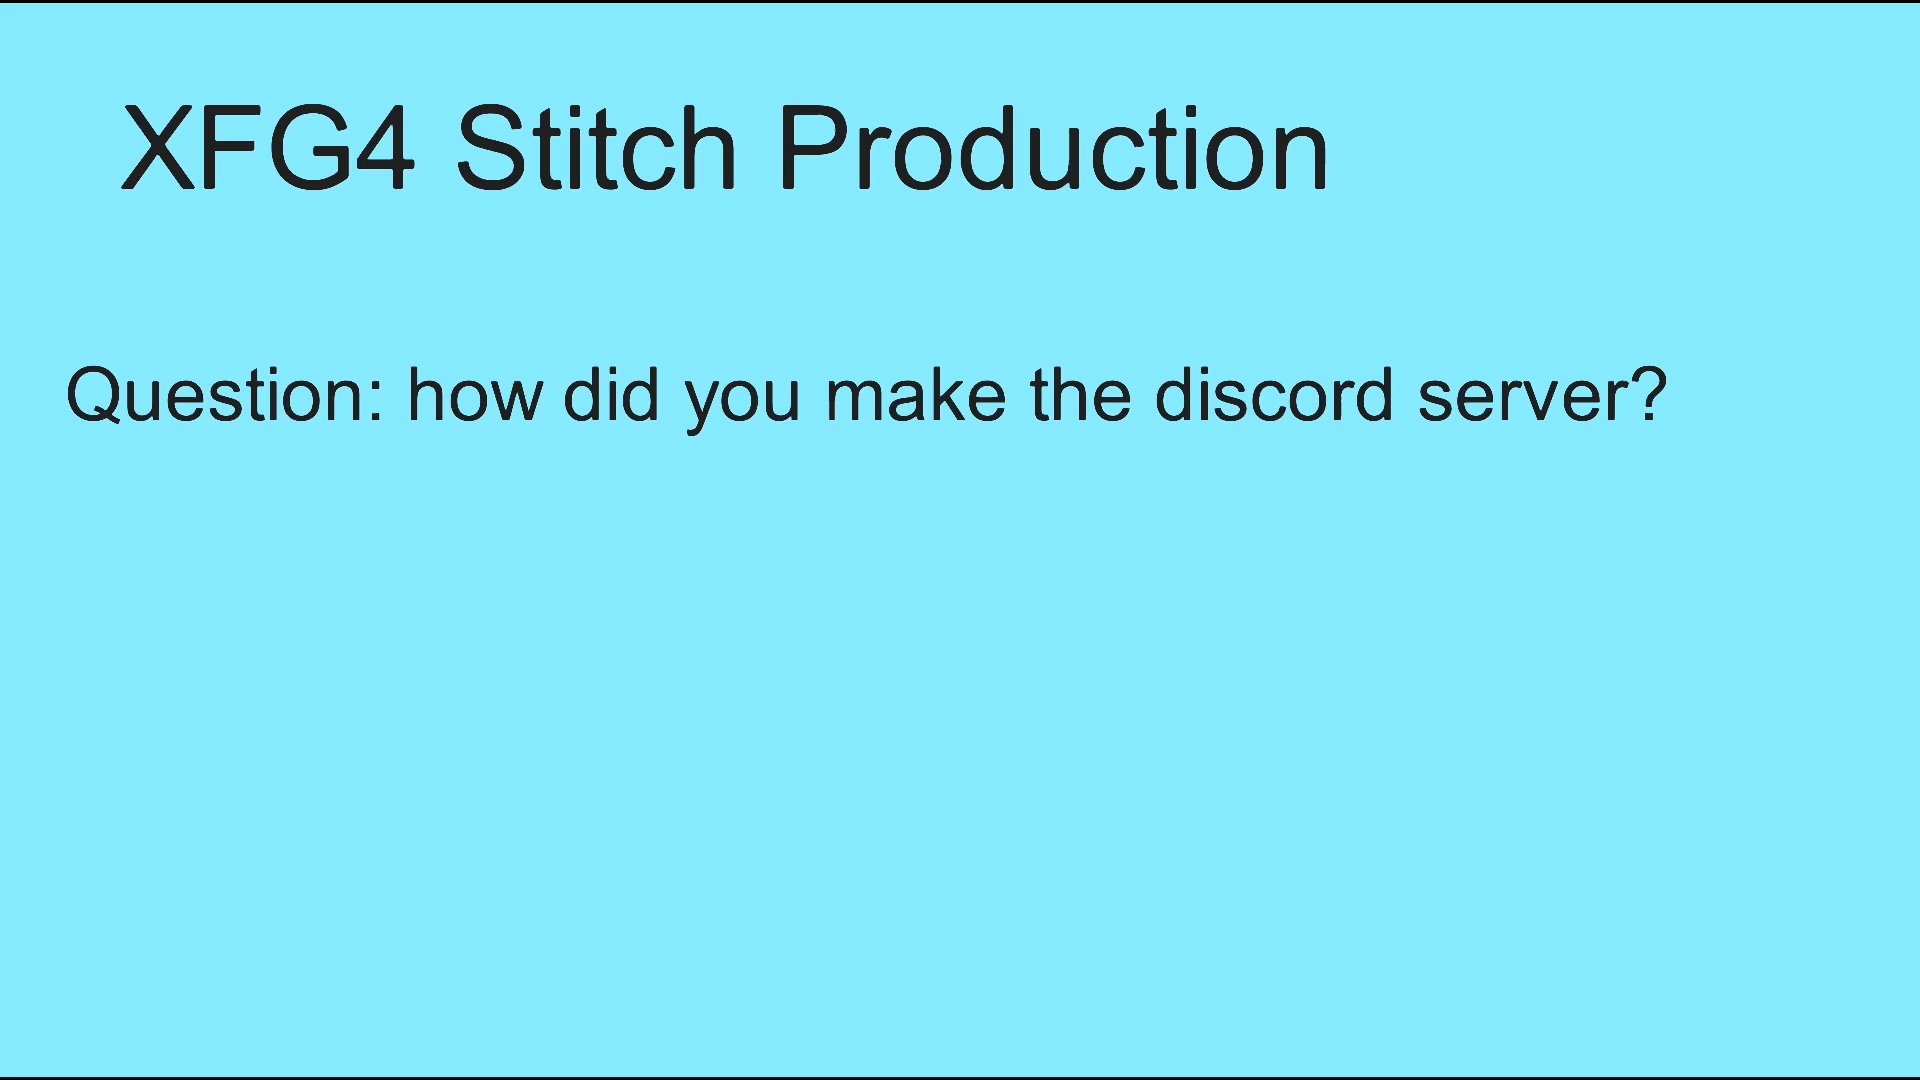 XFG4 Stitch Production
Question: how did you make the discord server?